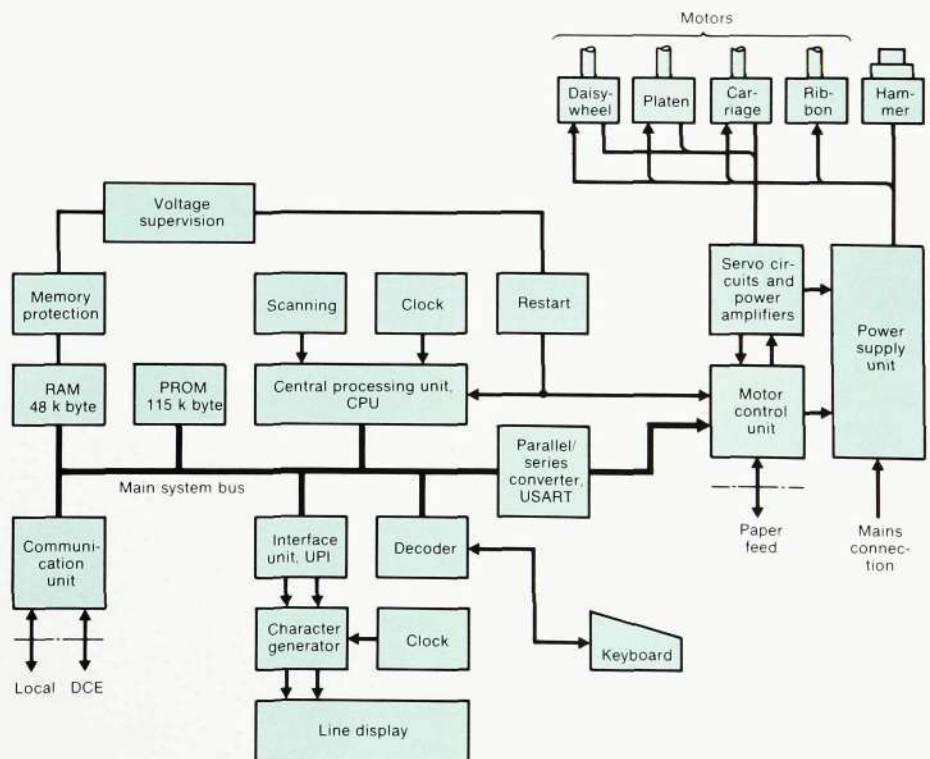 Motors
Daisy-
wheel
Platen
Car-
riage
Rib-
bon
Ham-
mer
Voltage
supervision
Memory
protection
Scanning
Clock
Restart
Servo cir-
cuits and
power
amplifiers
Power
supply
unit
RAM
48 k byte
PROM
115 k byte
Central processing unit,
CPU
Motor
control
unit
Parallel/
series
converter,
USART
Main system bus
Communi-
cation
unit
Interface
unit, UPI
Decoder
Paper
feed
Mains
connec-
tion
Character
generator
Clock
Keyboard
Local
DCE
Line display